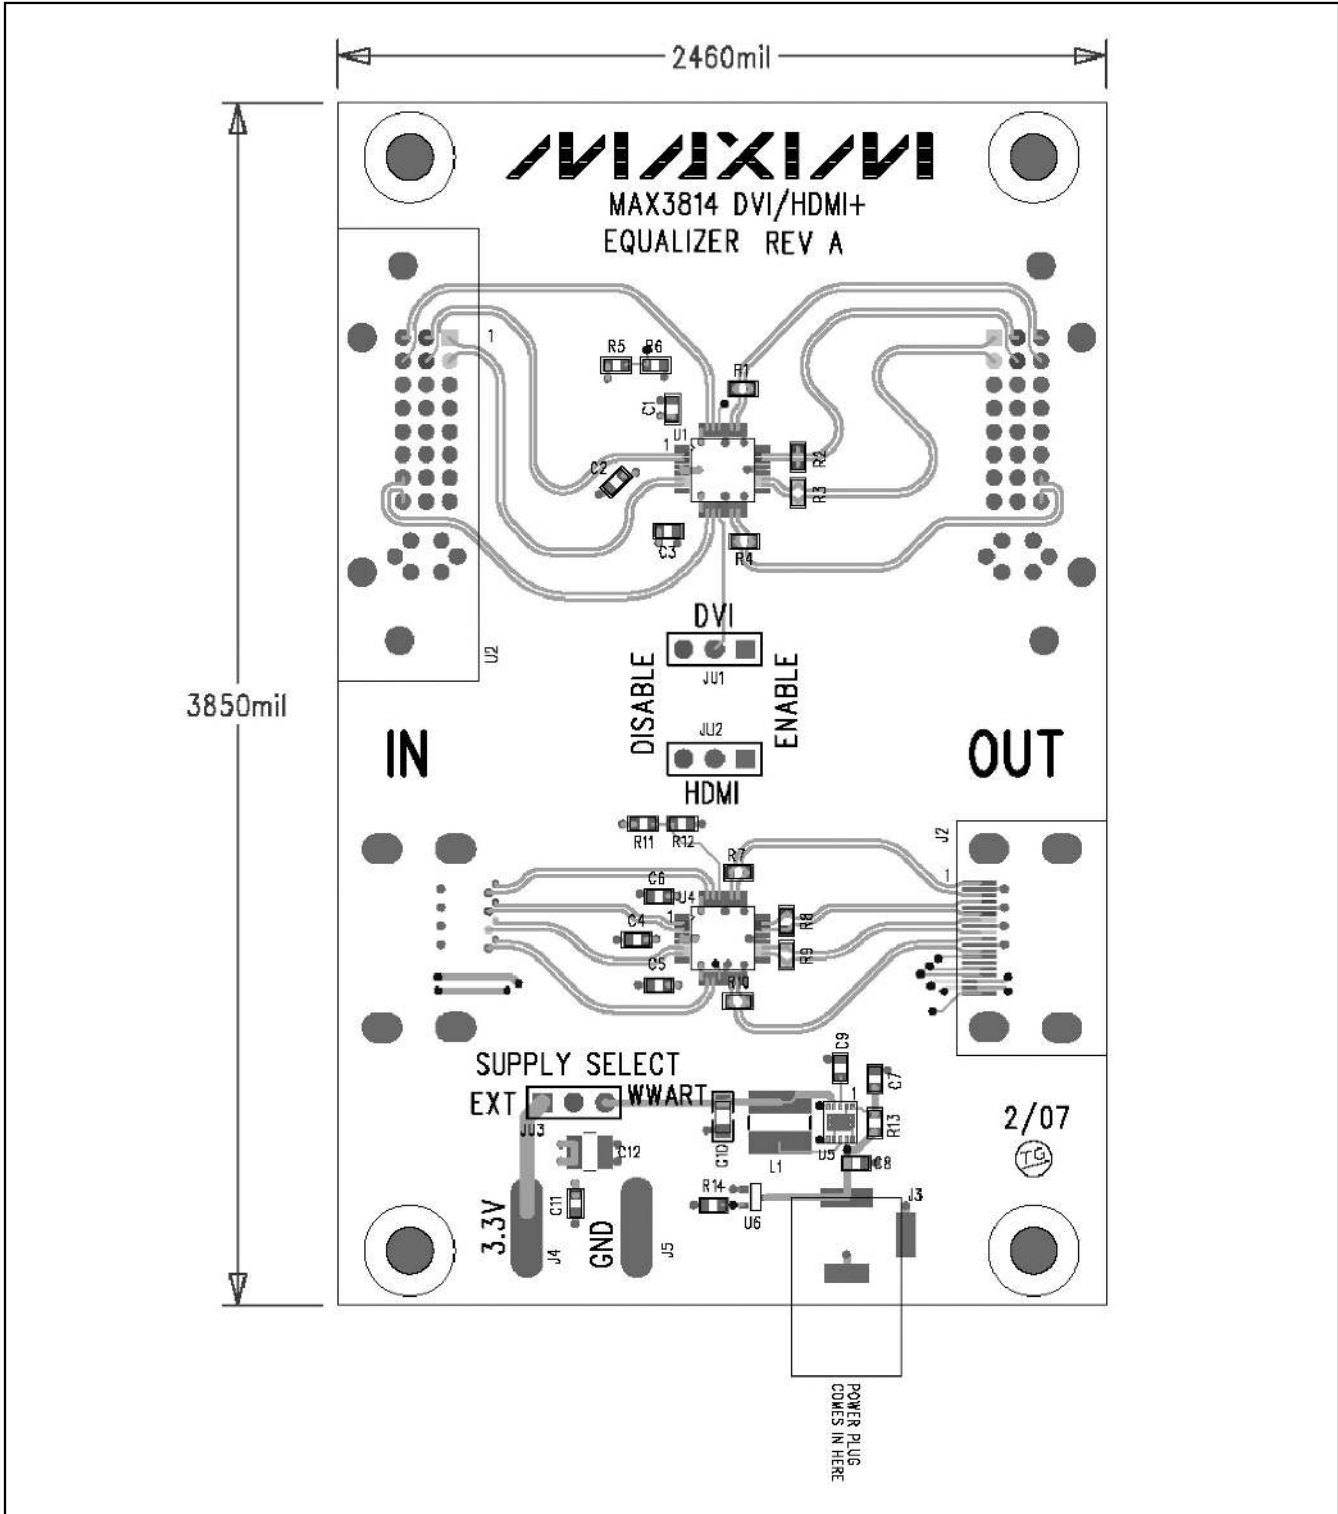 2460mil
MAXIM
MAX3814 DVI/HDMI+
EQUALIZER REV A
1
R5 R6
R1
C1
U1
1
C2
R2
R3
C3
R4
U2
DVI
JU1
DISABLE
ENABLE
3850mil
JU2
HDMI
IN
OUT
R11 R12
R7
J2
1
C6
U4
1
C4
R8
R9
C5
R10
SUPPLY SELECT
EXT
WWART
JU3
C9
C7
1
R13
C10
L1
U5
C8
C12
2/07
TG
C11
R14
U6
J3
3.3V
J4
GND
J5
POWER PLUG
COMES IN HERE